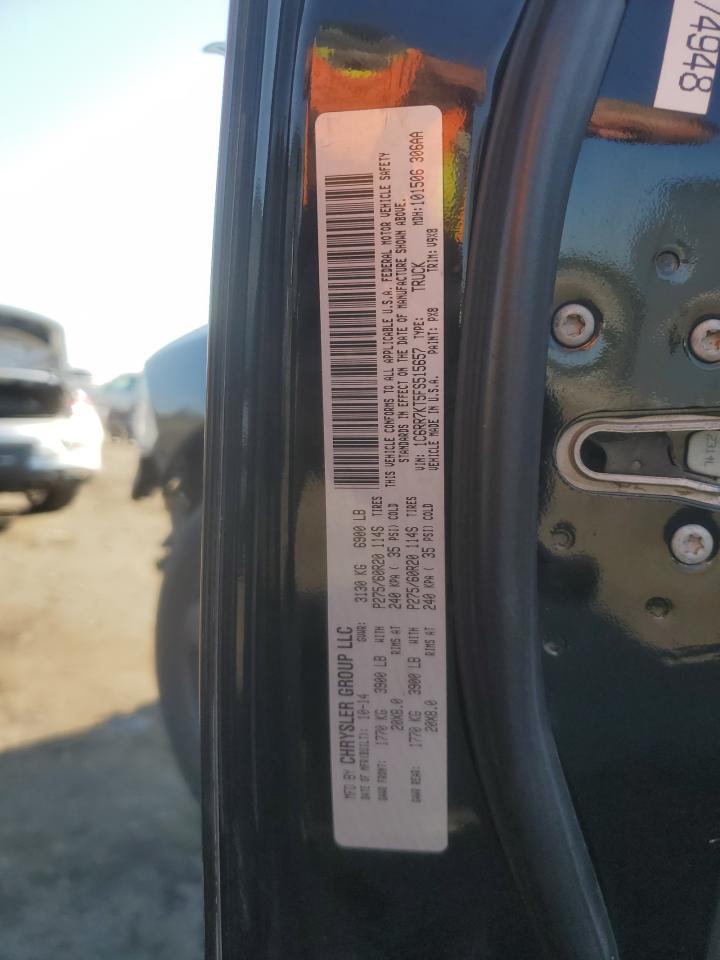 MFD BY CHRYSLER GROUP LLC
DATE OF MFR(BUILT): 10-14 GVWR: 3130 KG 6900 LB
GAWR FRONT: 1770 KG 3900 LB WITH P275/60R20 114S TIRES
20X8.0 RIMS AT 240 KPA ( 35 PSI) COLD
GAWR REAR: 1770 KG 3900 LB WITH P275/60R20 114S TIRES
20X8.0 RIMS AT 240 KPA ( 35 PSI) COLD
THIS VEHICLE CONFORMS TO ALL APPLICABLE U.S.A. FEDERAL MOTOR VEHICLE SAFETY
STANDARDS IN EFFECT ON THE DATE OF MANUFACTURE SHOWN ABOVE.
VIN: 1C6RR7KT5FS515657 TYPE: TRUCK MDH:101506 306AA
VEHICLE MADE IN U.S.A. PAINT: PX8 TRIM: V9X8
74948